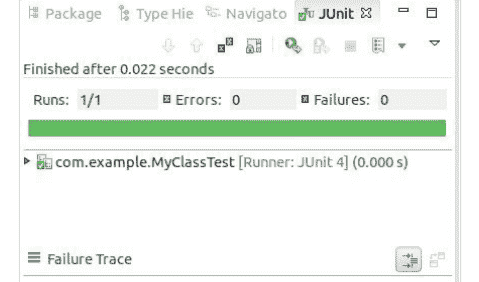 Package Type Hie Navigato JUnit
Finished after 0.022 seconds
Runs: 1/1 Errors: 0 Failures: 0
com.example.MyClassTest [Runner: JUnit 4] (0.000 s)
Failure Trace